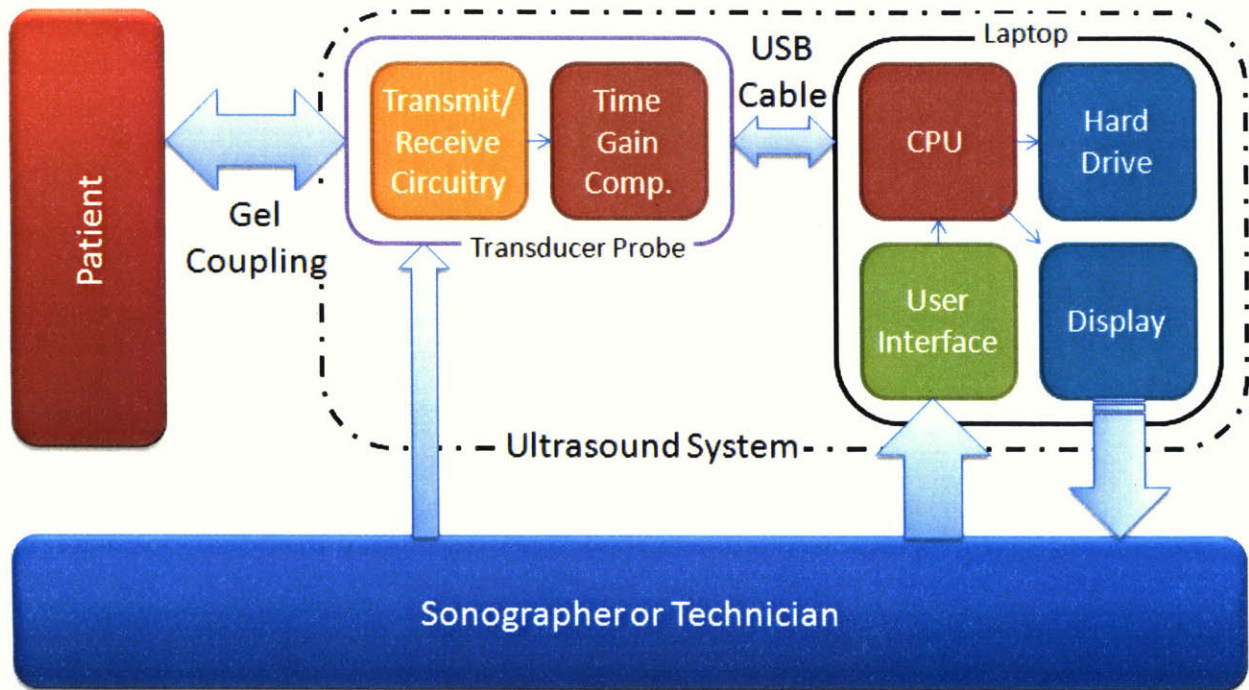 Patient
Gel
Coupling
Transmit/
Receive
Circuitry
Time
Gain
Comp.
Transducer Probe
USB
Cable
Laptop
CPU
Hard
Drive
User
Interface
Display
Ultrasound System
Sonographer or Technician